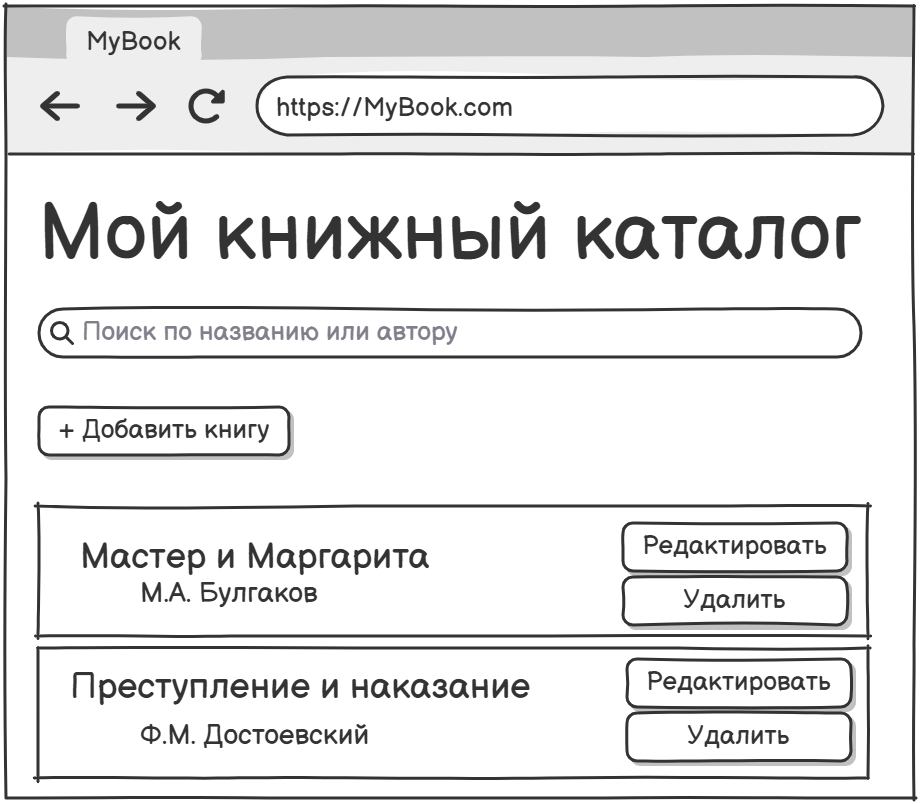 MyBook
https://MyBook.com
Мой книжный каталог
Поиск по названию или автору
+ Добавить книгу
Мастер и Маргарита
М.А. Булгаков
Редактировать
Удалить
Преступление и наказание
Ф.М. Достоевский
Редактировать
Удалить